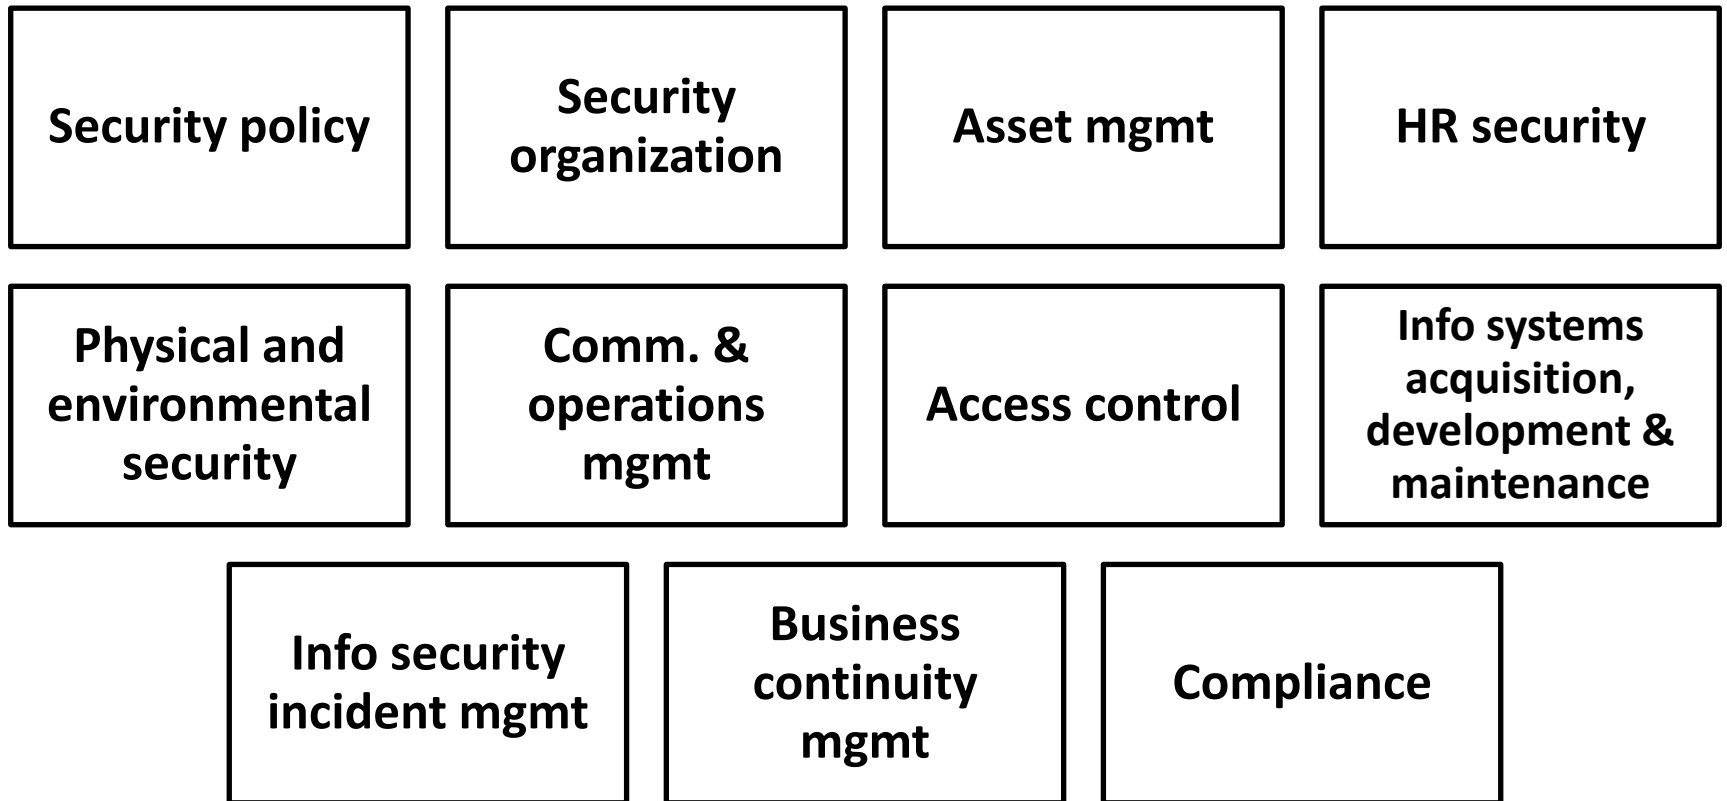 Security policy
Security
organization
Asset mgmt
HR security
Physical and
environmental
security
Comm. &
operations
mgmt
Access control
Info systems
acquisition,
development &
maintenance
Info security
incident mgmt
Business
continuity
mgmt
Compliance